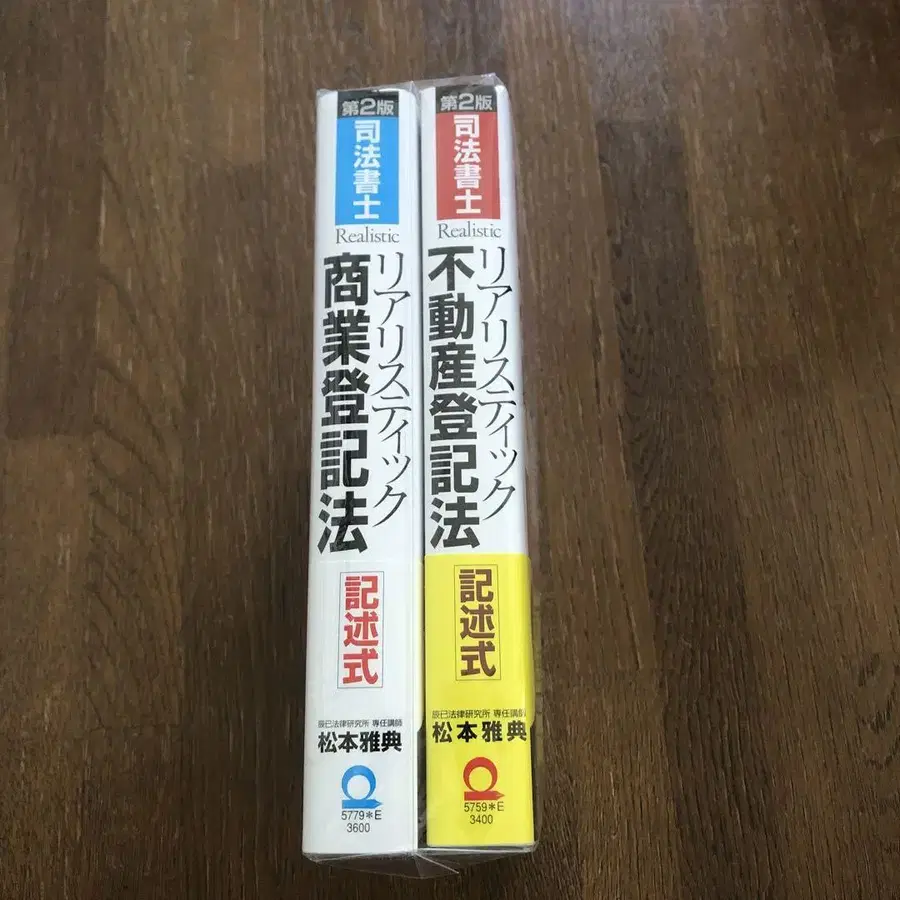 第2版
司法書士
Realistic
リアリスティック
商業登記法
記述式
辰已法律研究所 専任講師
松本雅典
5779*E
3600
第2版
司法書士
Realistic
リアリスティック
不動産登記法
記述式
辰已法律研究所 専任講師
松本雅典
5759*E
3400